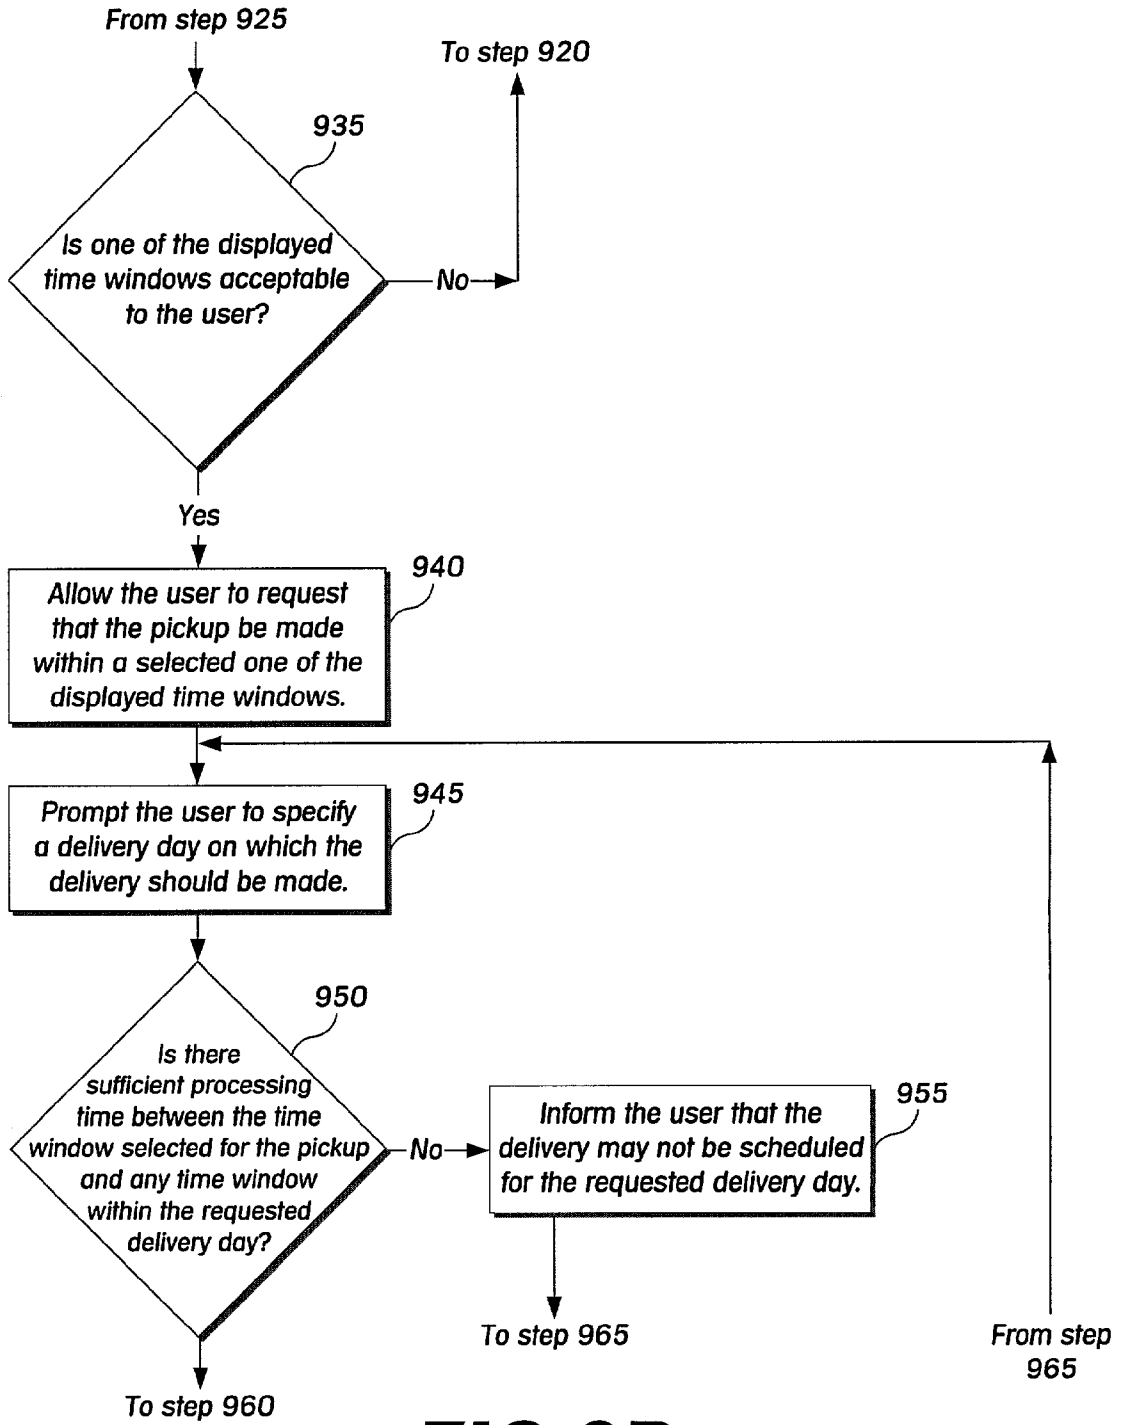 From step 925
To step 920
935
Is one of the displayed
time windows acceptable
to the user?
No
Yes
940
Allow the user to request
that the pickup be made
within a selected one of the
displayed time windows.
945
Prompt the user to specify
a delivery day on which the
delivery should be made.
950
Is there
sufficient processing
time between the time
window selected for the pickup
and any time window
within the requested
delivery day?
No
955
Inform the user that the
delivery may not be scheduled
for the requested delivery day.
To step 965
From step
965
To step 960